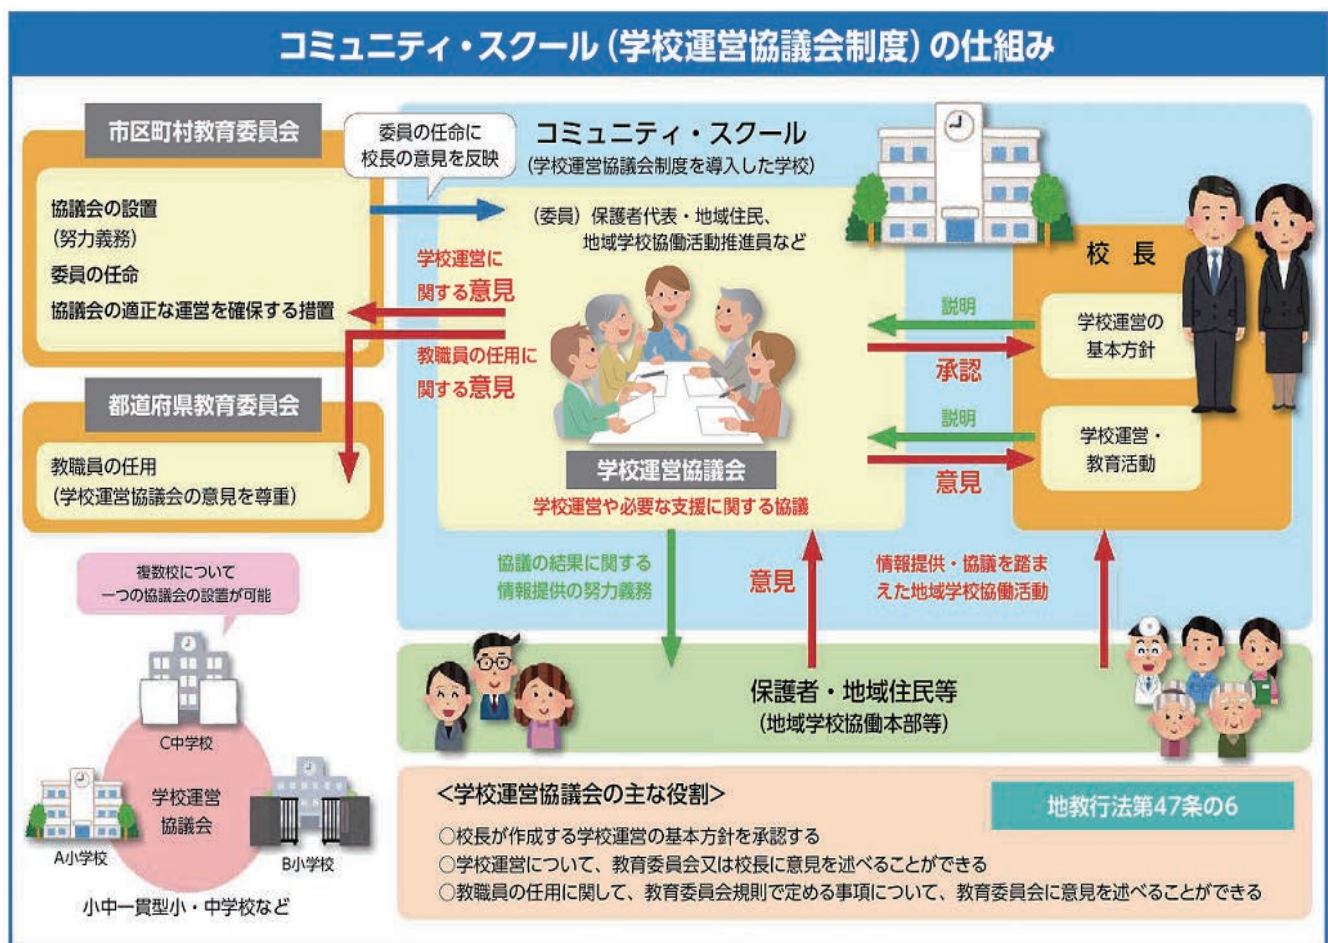 コミュニティ・スクール(学校運営協議会制度)の仕組み
市区町村教育委員会
協議会の設置
(努力義務)
委員の任命
協議会の適正な運営を確保する措置
委員の任命に
校長の意見を反映
コミュニティ・スクール
(学校運営協議会制度を導入した学校)
(委員)保護者代表・地域住民、
地域学校協働活動推進員など
学校運営に
関する意見
教職員の任用に
関する意見
都道府県教育委員会
教職員の任用
(学校運営協議会の意見を尊重)
学校運営協議会
学校運営や必要な支援に関する協議
校長
説明
承認
学校運営の
基本方針
説明
意見
学校運営・
教育活動
協議の結果に関する
情報提供の努力義務
意見
情報提供・協議を踏ま
えた地域学校協働活動
保護者・地域住民等
(地域学校協働本部等)
複数校について
一つの協議会の設置が可能
C中学校
学校運営
協議会
A小学校
B小学校
小中一貫型小・中学校など
<学校運営協議会の主な役割>
地教行法第47条の6
○校長が作成する学校運営の基本方針を承認する
○学校運営について、教育委員会又は校長に意見を述べることができる
○教職員の任用に関して、教育委員会規則で定める事項について、教育委員会に意見を述べることができる